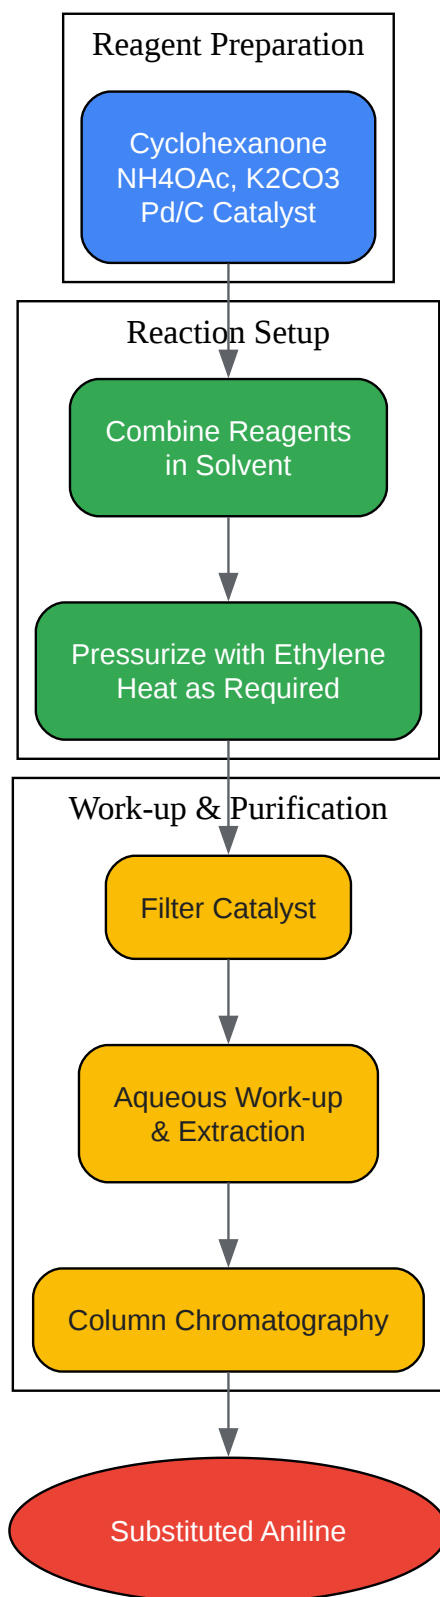 Reagent Preparation
Cyclohexanone
NH4OAc, K2CO3
Pd/C Catalyst
Reaction Setup
Combine Reagents
in Solvent
Pressurize with Ethylene
Heat as Required
Work-up & Purification
Filter Catalyst
Aqueous Work-up
& Extraction
Column Chromatography
Substituted Aniline